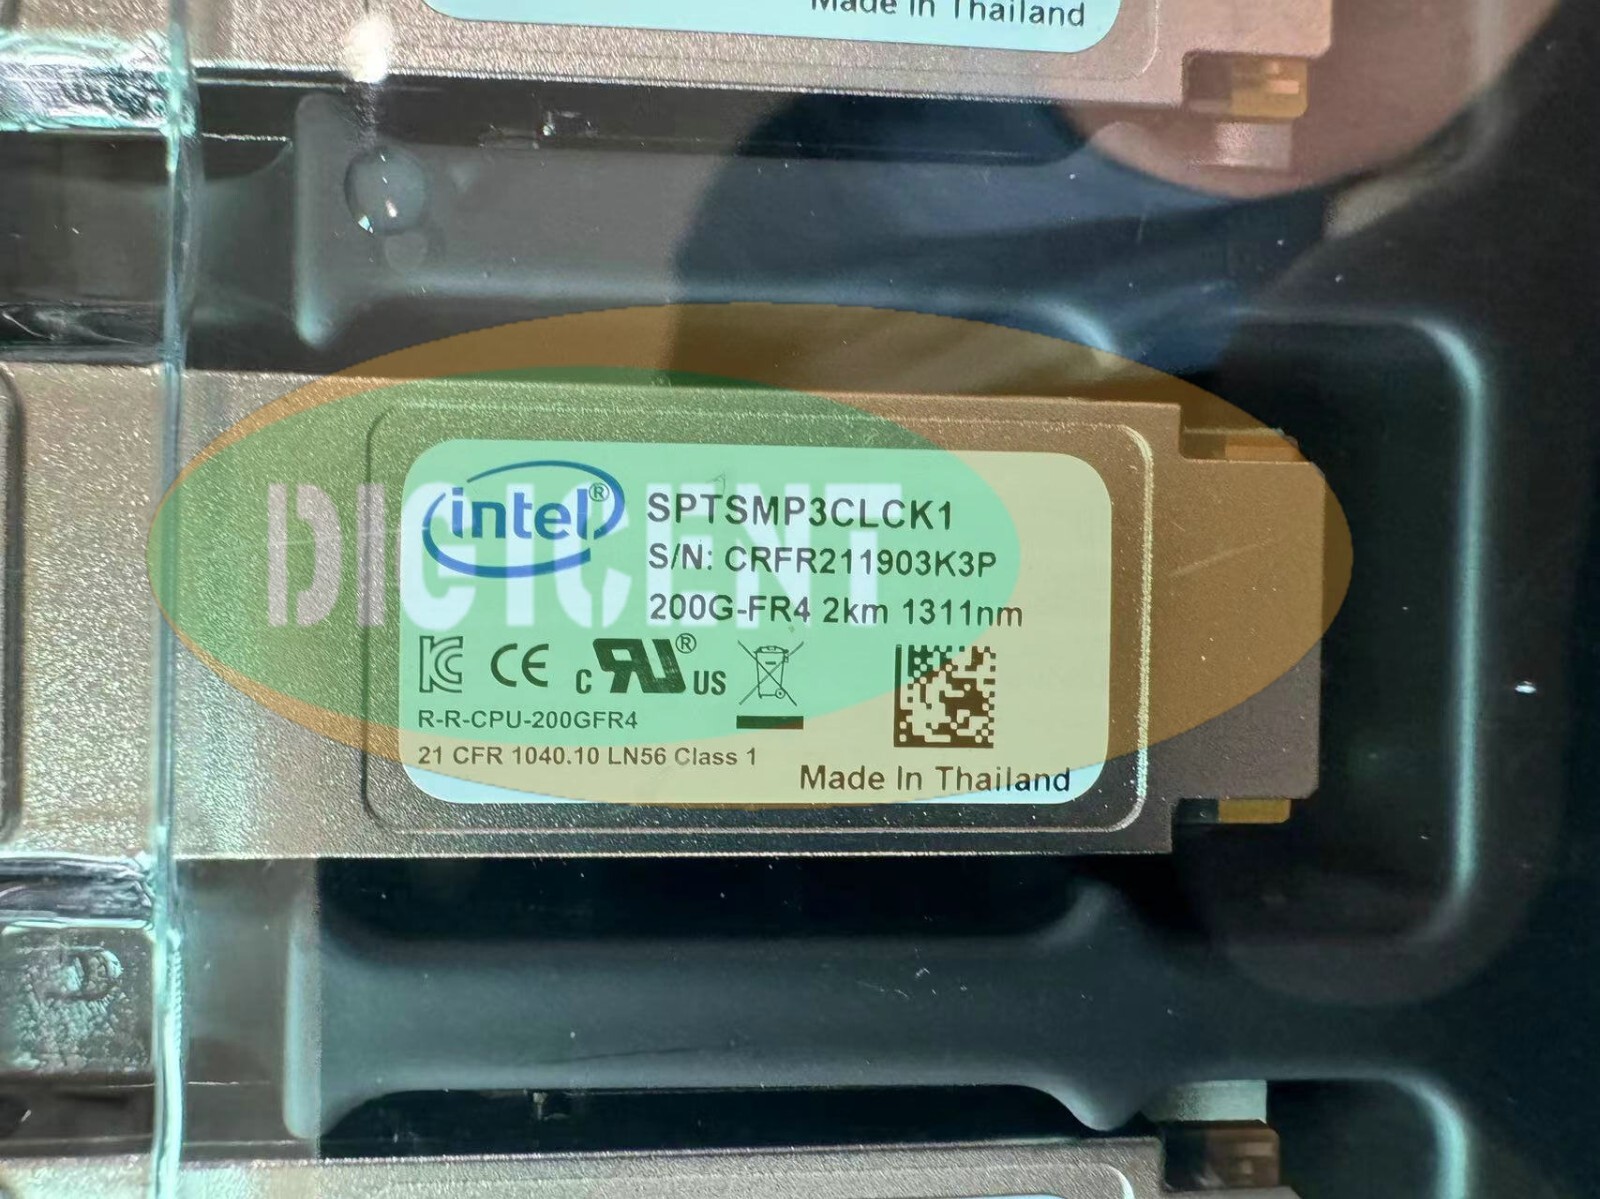 Made In Thailand
intel® SPTSMP3CLCK1
S/N: CRFR211903K3P
200G-FR4 2km 1311nm
DIGICENT
CE c UL® US
R-R-CPU-200GFR4
21 CFR 1040.10 LN56 Class 1
Made In Thailand